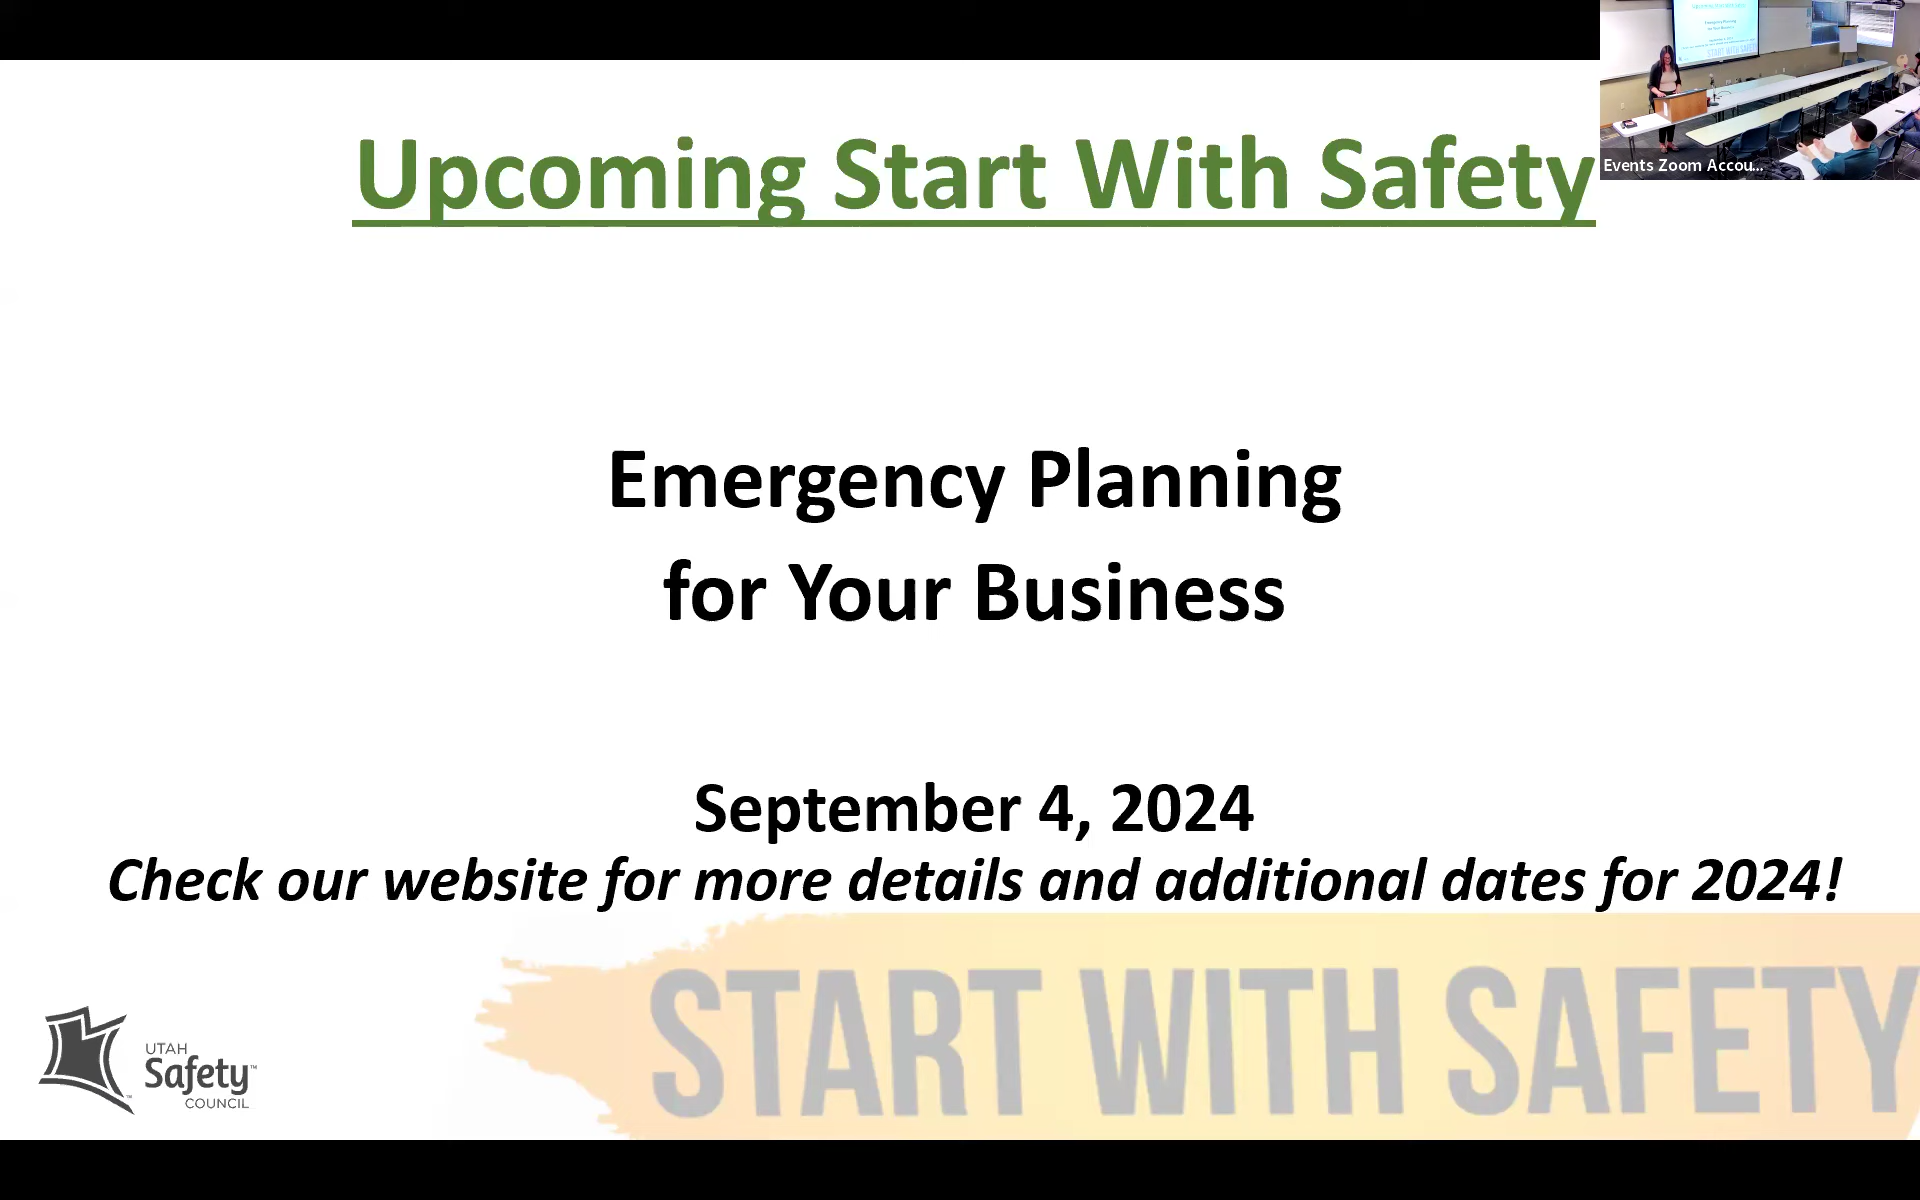 Upcoming Start With Safety
Events Zoom Accou...
Emergency Planning
for Your Business
September 4, 2024
Check our website for more details and additional dates for 2024!
START WITH SAFETY
UTAH
Safety™
COUNCIL